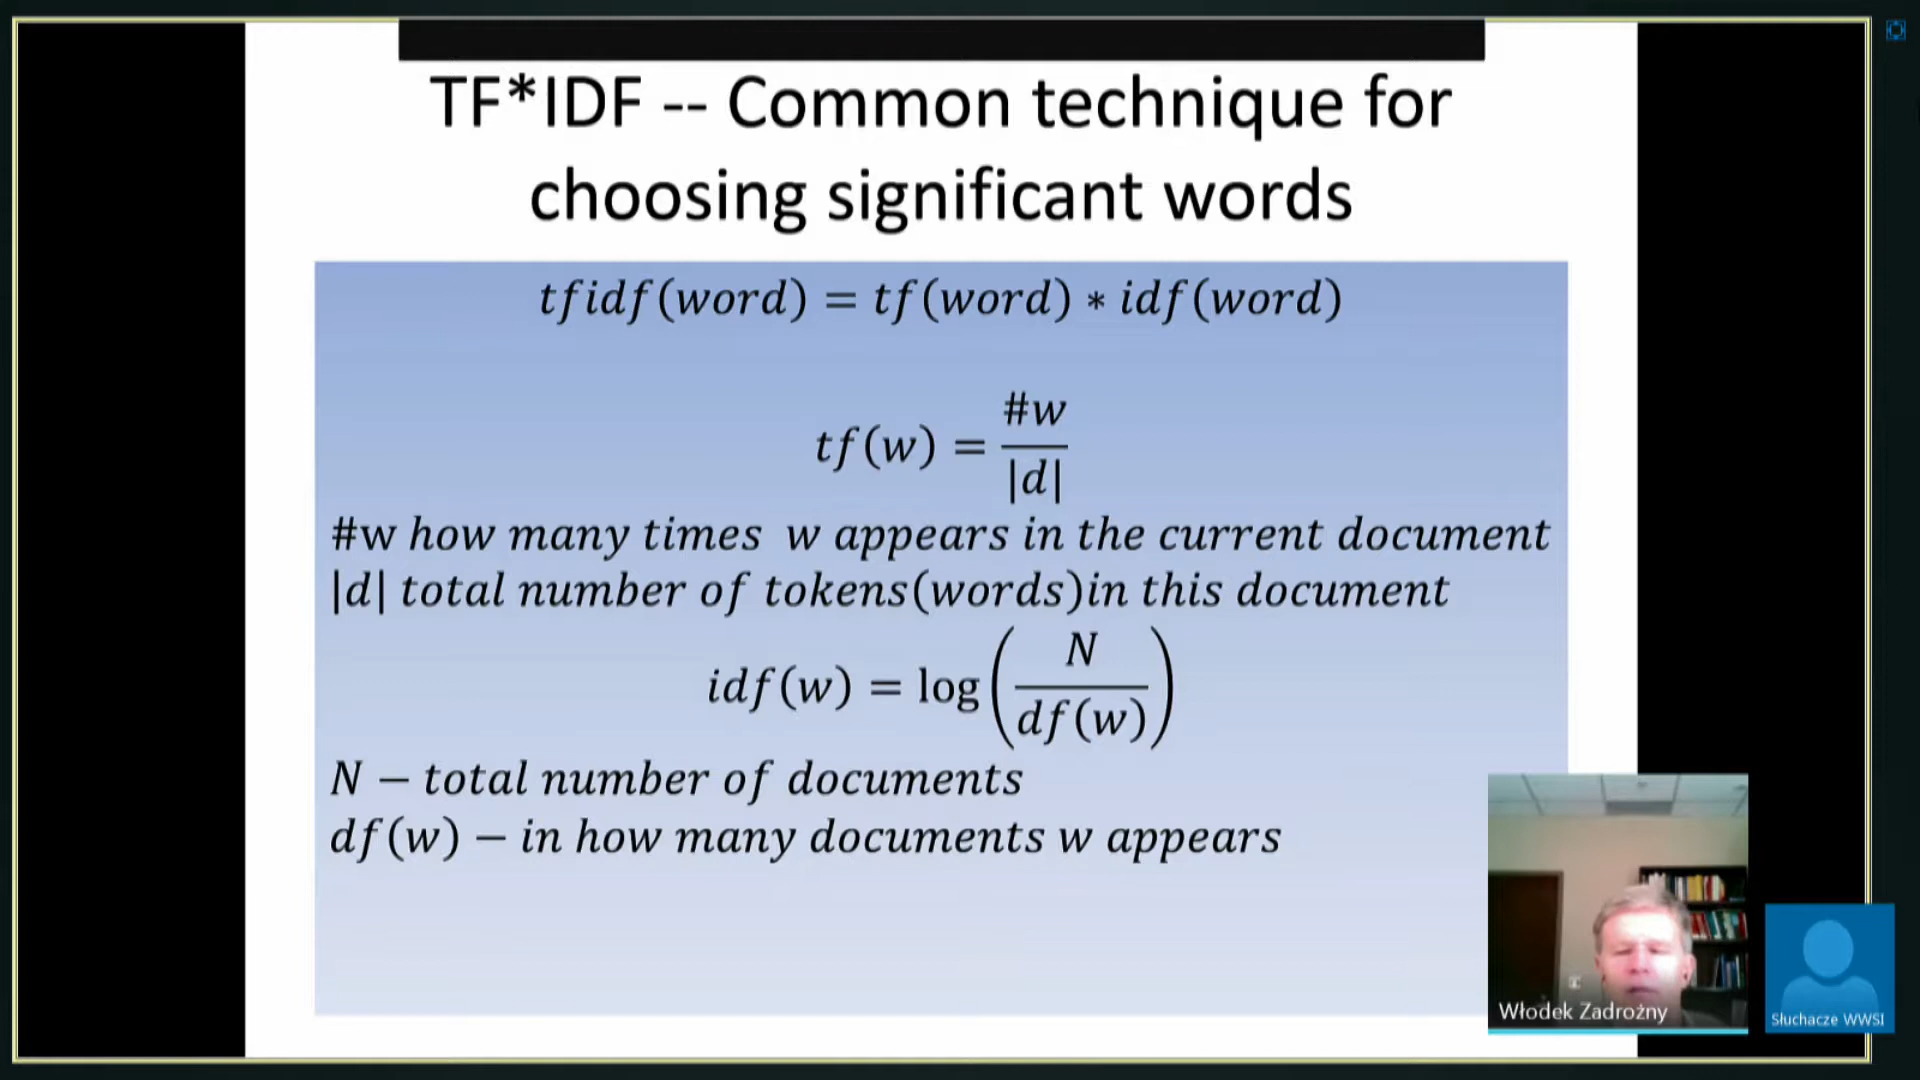 TF*IDF -- Common technique for
choosing significant words
tfidf(word) = tf(word) * idf(word)
tf(w) = #w / |d|
#w how many times w appears in the current document
|d| total number of tokens(words)in this document
idf(w) = log(N / df(w))
N − total number of documents
df(w) − in how many documents w appears
Włodek Zadrożny
Słuchacze WWSI